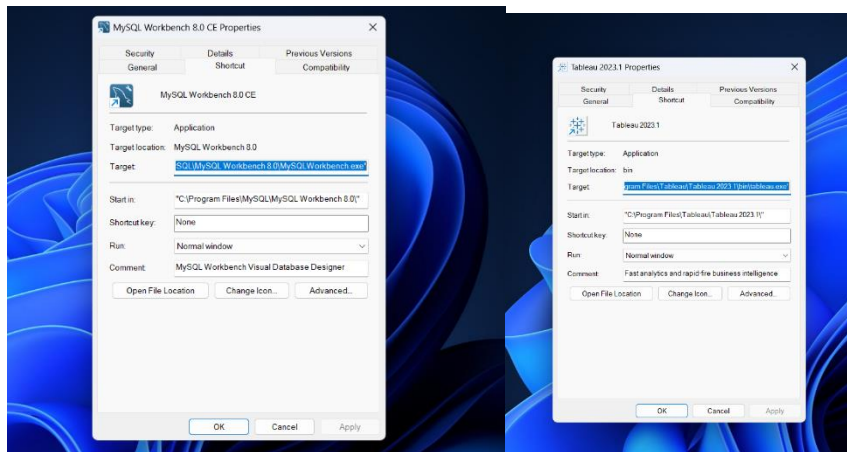 MySQL Workbench 8.0 CE Properties
Security Details Previous Versions
General Shortcut Compatibility
MySQL Workbench 8.0 CE
Target type: Application
Target location: MySQL Workbench 8.0
Target: SQL\MySQL Workbench 8.0\MySQLWorkbench.exe"
Start in: "C:\Program Files\MySQL\MySQL Workbench 8.0\"
Shortcut key: None
Run: Normal window
Comment: MySQL Workbench Visual Database Designer
Open File Location Change Icon... Advanced...
OK Cancel Apply
Tableau 2023.1 Properties
Security Details Previous Versions
General Shortcut Compatibility
Tableau 2023.1
Target type: Application
Target location: bin
Target: gram Files\Tableau\Tableau 2023.1\bin\tableau.exe"
Start in: "C:\Program Files\Tableau\Tableau 2023.1\"
Shortcut key: None
Run: Normal window
Comment: Fast analytics and rapid-fire business intelligence
Open File Location Change Icon... Advanced...
OK Cancel Apply